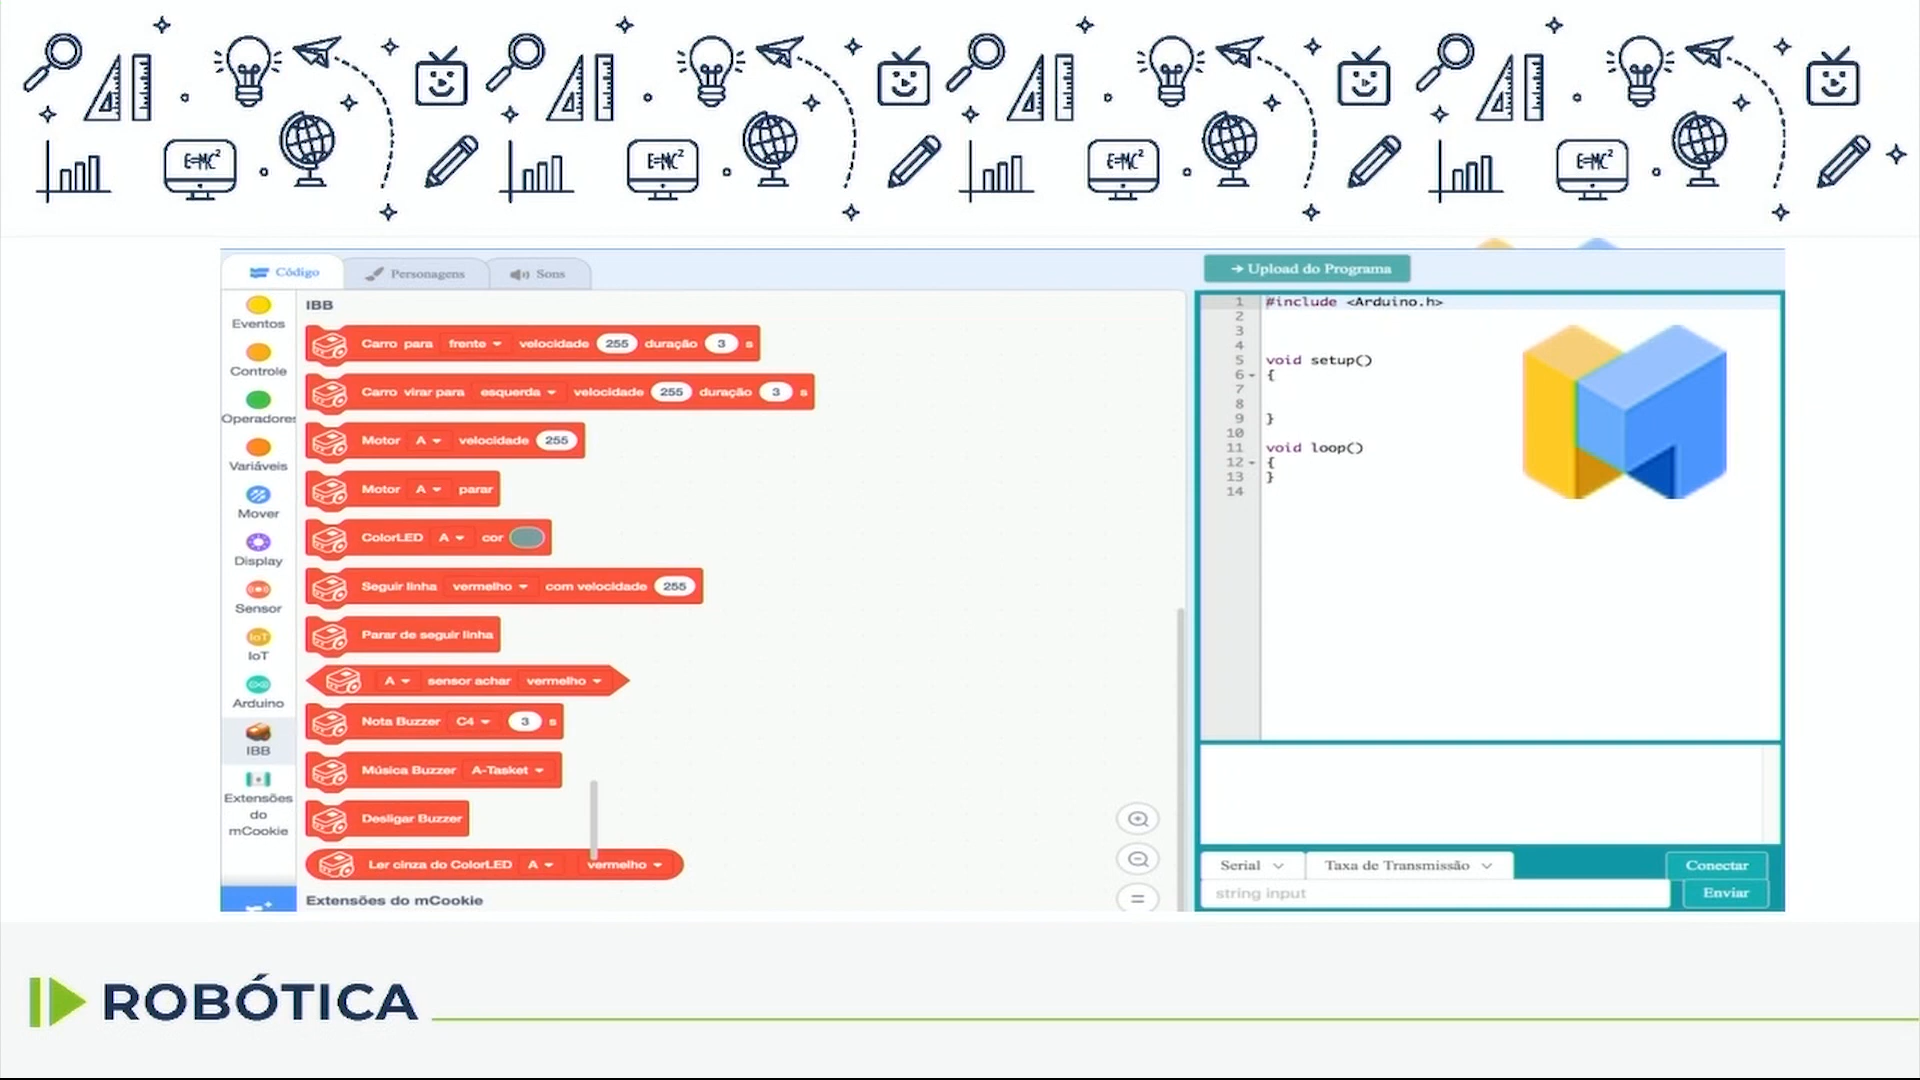 E=MC²
E=MC²
E=MC²
E=MC²
Código
Personagens
Sons
Upload do Programa
Eventos
Controle
Operadores
Variáveis
Mover
Display
Sensor
IoT
IoT
Arduino
IBB
Extensões
do
mCookie
IBB
Carro para frente velocidade 255 duração 3 s
Carro virar para esquerda velocidade 255 duração 3 s
Motor A velocidade 255
Motor A parar
ColorLED A cor
Seguir linha vermelho com velocidade 255
Parar de seguir linha
A sensor achar vermelho
Nota Buzzer C4 3 s
Música Buzzer A-Tasket
Desligar Buzzer
Ler cinza do ColorLED A vermelho
Extensões do mCookie
1 #include <Arduino.h>
2
3
4
5 void setup()
6 {
7
8
9 }
10
11 void loop()
12 {
13 }
14
Serial
Taxa de Transmissão
Conectar
string input
Enviar
ROBÓTICA